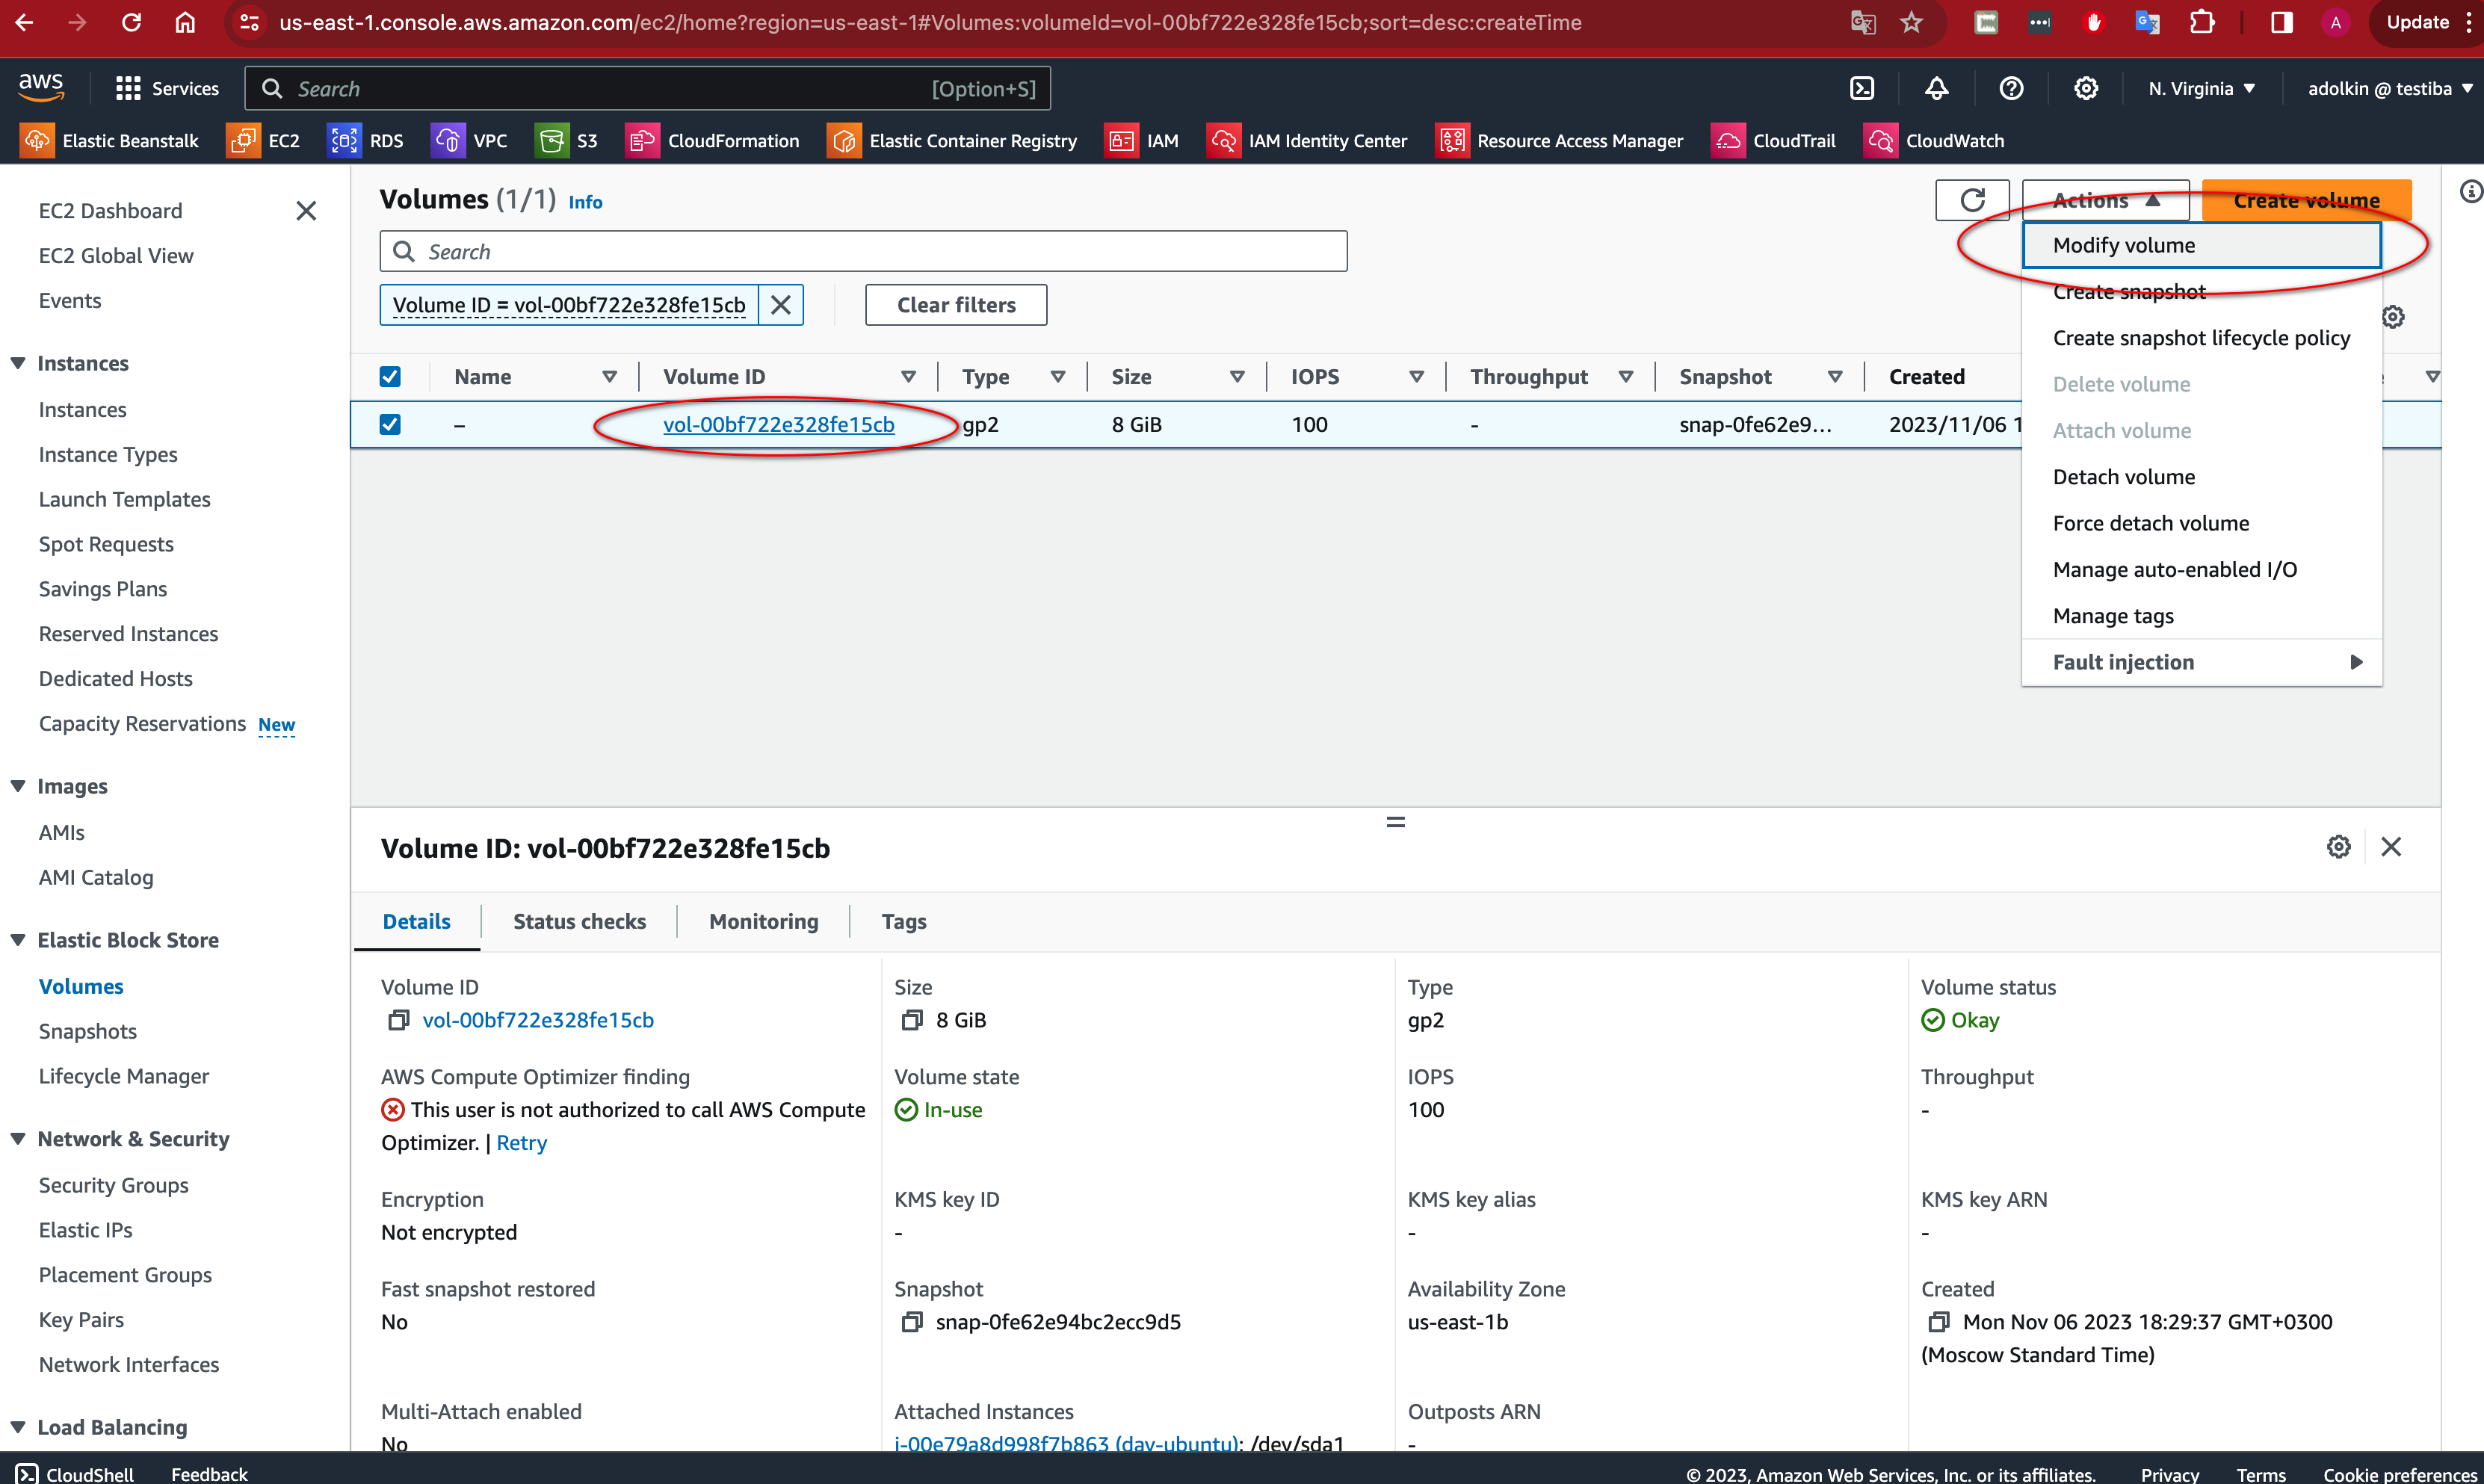 us-east-1.console.aws.amazon.com/ec2/home?region=us-east-1#Volumes:volumeId=vol-00bf722e328fe15cb;sort=desc:createTime
A
Update
aws
Services
Search
[Option+S]
N. Virginia
adolkin @ testiba
Elastic Beanstalk
EC2
RDS
VPC
S3
CloudFormation
Elastic Container Registry
IAM
IAM Identity Center
Resource Access Manager
CloudTrail
CloudWatch
EC2 Dashboard
EC2 Global View
Events
Instances
Instances
Instance Types
Launch Templates
Spot Requests
Savings Plans
Reserved Instances
Dedicated Hosts
Capacity Reservations New
Images
AMIs
AMI Catalog
Elastic Block Store
Volumes
Snapshots
Lifecycle Manager
Network & Security
Security Groups
Elastic IPs
Placement Groups
Key Pairs
Network Interfaces
Load Balancing
Volumes (1/1) Info
Actions
Create volume
Search
Volume ID = vol-00bf722e328fe15cb
Clear filters
Modify volume
Create snapshot
Create snapshot lifecycle policy
Delete volume
Attach volume
Detach volume
Force detach volume
Manage auto-enabled I/O
Manage tags
Fault injection
Name Volume ID Type Size IOPS Throughput Snapshot Created
– vol-00bf722e328fe15cb gp2 8 GiB 100 - snap-0fe62e9... 2023/11/06 1
Volume ID: vol-00bf722e328fe15cb
Details
Status checks
Monitoring
Tags
Volume ID
vol-00bf722e328fe15cb
Size
8 GiB
Type
gp2
Volume status
Okay
AWS Compute Optimizer finding
This user is not authorized to call AWS Compute
Optimizer. | Retry
Volume state
In-use
IOPS
100
Throughput
-
Encryption
Not encrypted
KMS key ID
-
KMS key alias
-
KMS key ARN
-
Fast snapshot restored
No
Snapshot
snap-0fe62e94bc2ecc9d5
Availability Zone
us-east-1b
Created
Mon Nov 06 2023 18:29:37 GMT+0300
(Moscow Standard Time)
Multi-Attach enabled
No
Attached Instances
i-00e79a8d998f7b863 (dav-ubuntu): /dev/sda1
Outposts ARN
-
CloudShell
Feedback
© 2023, Amazon Web Services, Inc. or its affiliates.
Privacy
Terms
Cookie preferences